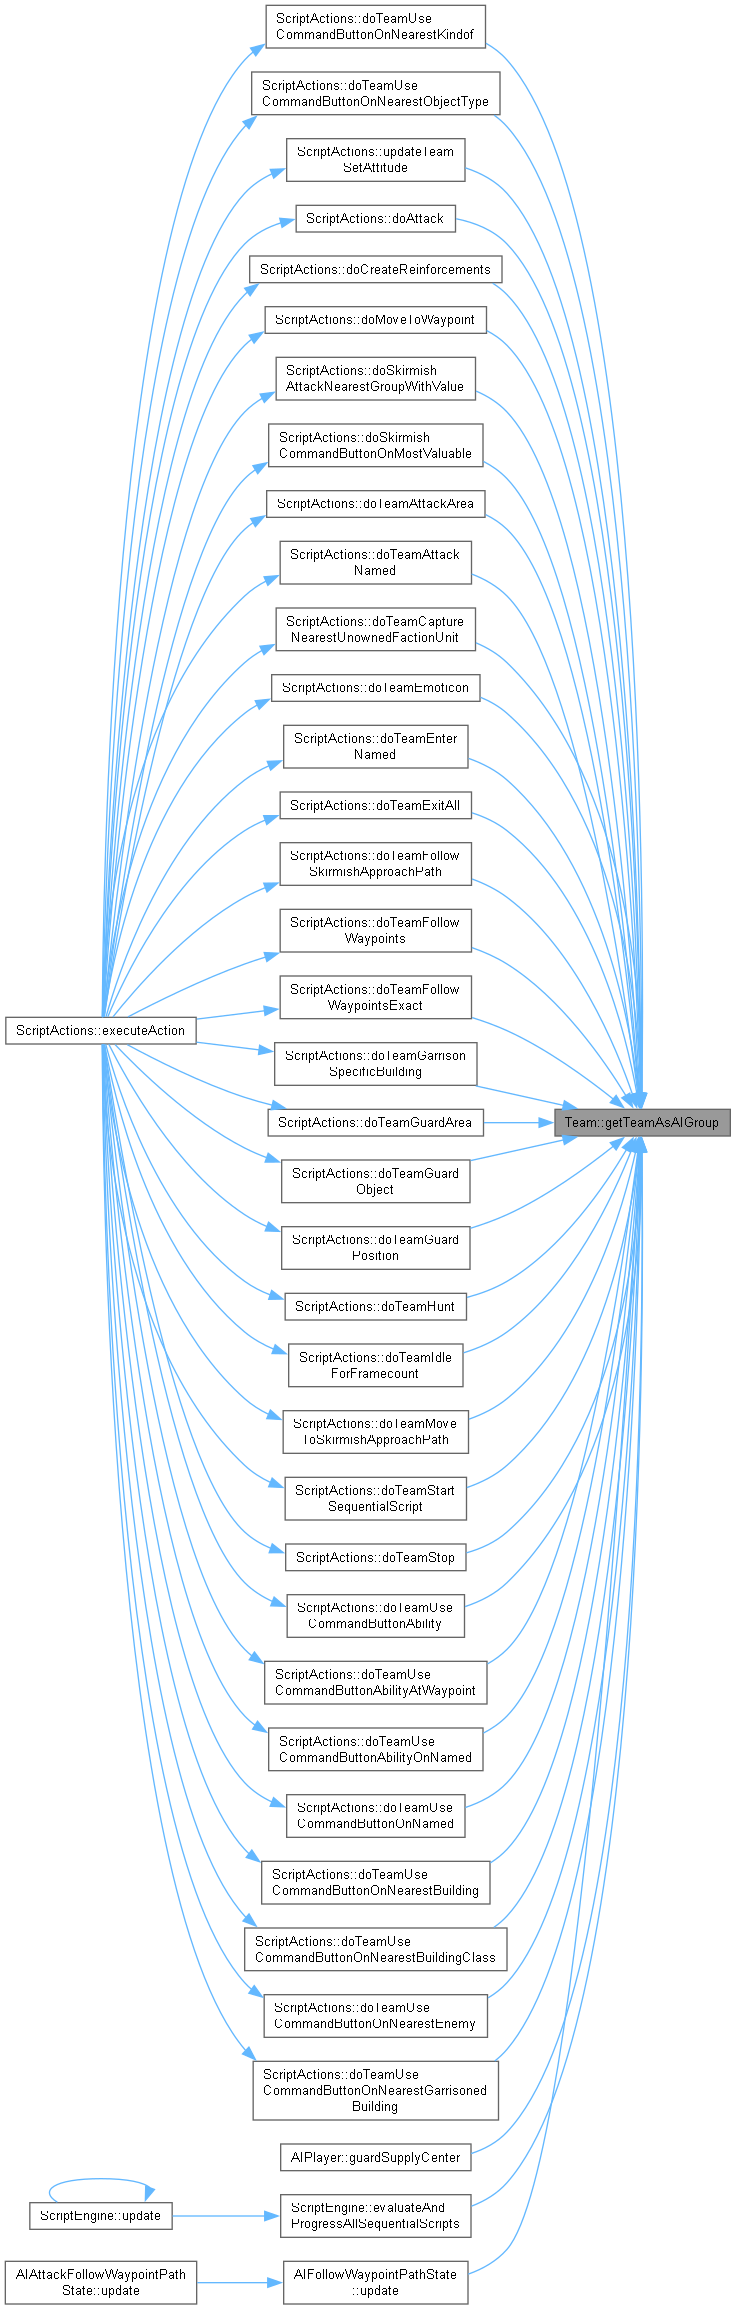 ScriptActions::doTeamUse
CommandButtonOnNearestKindof
ScriptActions::doTeamUse
CommandButtonOnNearestObjectType
ScriptActions::updateTeam
SetAttitude
ScriptActions::doAttack
ScriptActions::doCreateReinforcements
ScriptActions::doMoveToWaypoint
ScriptActions::doSkirmish
AttackNearestGroupWithValue
ScriptActions::doSkirmish
CommandButtonOnMostValuable
ScriptActions::doTeamAttackArea
ScriptActions::doTeamAttack
Named
ScriptActions::doTeamCapture
NearestUnownedFactionUnit
ScriptActions::doTeamEmoticon
ScriptActions::doTeamEnter
Named
ScriptActions::doTeamExitAll
ScriptActions::doTeamFollow
SkirmishApproachPath
ScriptActions::doTeamFollow
Waypoints
ScriptActions::doTeamFollow
WaypointsExact
ScriptActions::executeAction
ScriptActions::doTeamGarrison
SpecificBuilding
ScriptActions::doTeamGuardArea
Team::getTeamAsAIGroup
ScriptActions::doTeamGuard
Object
ScriptActions::doTeamGuard
Position
ScriptActions::doTeamHunt
ScriptActions::doTeamIdle
ForFramecount
ScriptActions::doTeamMove
ToSkirmishApproachPath
ScriptActions::doTeamStart
SequentialScript
ScriptActions::doTeamStop
ScriptActions::doTeamUse
CommandButtonAbility
ScriptActions::doTeamUse
CommandButtonAbilityAtWaypoint
ScriptActions::doTeamUse
CommandButtonAbilityOnNamed
ScriptActions::doTeamUse
CommandButtonOnNamed
ScriptActions::doTeamUse
CommandButtonOnNearestBuilding
ScriptActions::doTeamUse
CommandButtonOnNearestBuildingClass
ScriptActions::doTeamUse
CommandButtonOnNearestEnemy
ScriptActions::doTeamUse
CommandButtonOnNearestGarrisoned
Building
AIPlayer::guardSupplyCenter
ScriptEngine::update
ScriptEngine::evaluateAnd
ProgressAllSequentialScripts
AIAttackFollowWaypointPath
State::update
AIFollowWaypointPathState
::update